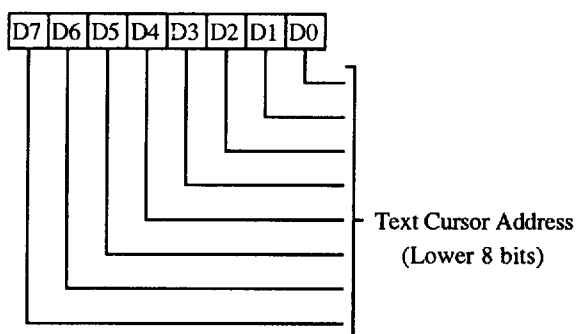 D7 D6 D5 D4 D3 D2 D1 D0
Text Cursor Address
(Lower 8 bits)